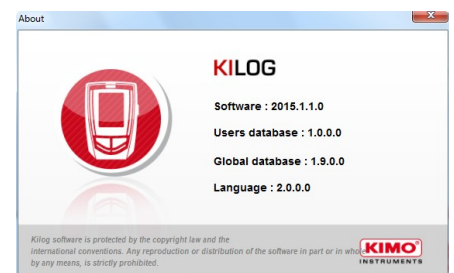 About
x
KILOG
Software : 2015.1.1.0
Users database : 1.0.0.0
Global database : 1.9.0.0
Language : 2.0.0.0
Kilog software is protected by the copyright law and the
international conventions. Any reproduction or distribution of the software in part or in whole
by any means, is strictly prohibited.
KIMO®
INSTRUMENTS